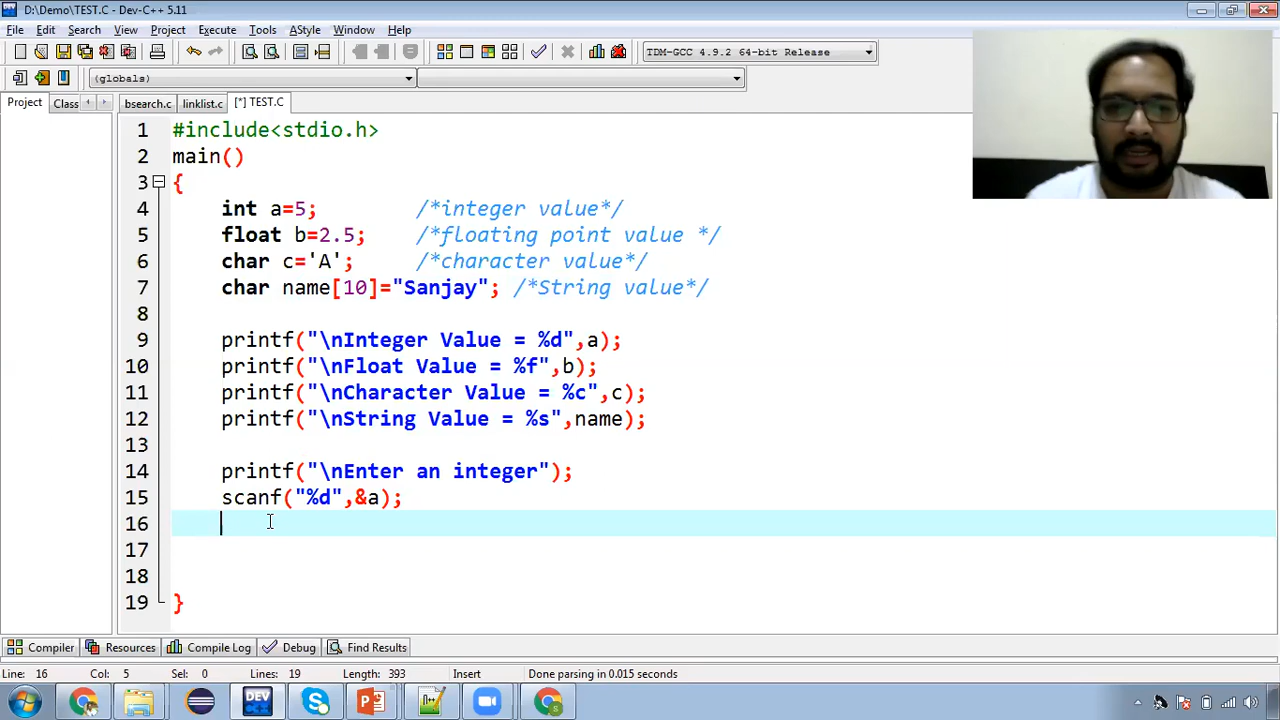 D:\Demo\TEST.C - Dev-C++ 5.11
File Edit Search View Project Execute Tools AStyle Window Help
TDM-GCC 4.9.2 64-bit Release
(globals)
Project Class bsearch.c linklist.c [*] TEST.C
1 #include<stdio.h>
2 main()
3 {
4 int a=5; /*integer value*/
5 float b=2.5; /*floating point value */
6 char c='A'; /*character value*/
7 char name[10]="Sanjay"; /*String value*/
8
9 printf("\nInteger Value = %d",a);
10 printf("\nFloat Value = %f",b);
11 printf("\nCharacter Value = %c",c);
12 printf("\nString Value = %s",name);
13
14 printf("\nEnter an integer");
15 scanf("%d",&a);
16
17
18
19 }
Compiler Resources Compile Log Debug Find Results
Line: 16 Col: 5 Sel: 0 Lines: 19 Length: 393 Insert Done parsing in 0.015 seconds
DEV C++